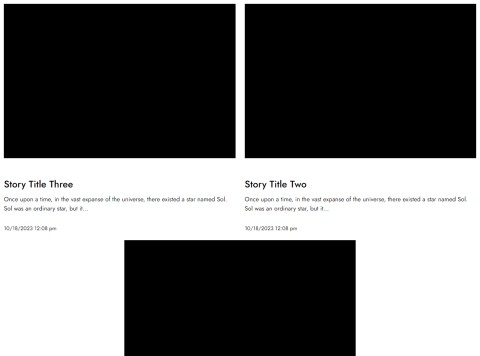 Story Title Three
Once upon a time, in the vast expanse of the universe, there existed a star named Sol.
Sol was an ordinary star, but it...
10/18/2023 12:08 pm
Story Title Two
Once upon a time, in the vast expanse of the universe, there existed a star named Sol.
Sol was an ordinary star, but it...
10/18/2023 12:08 pm